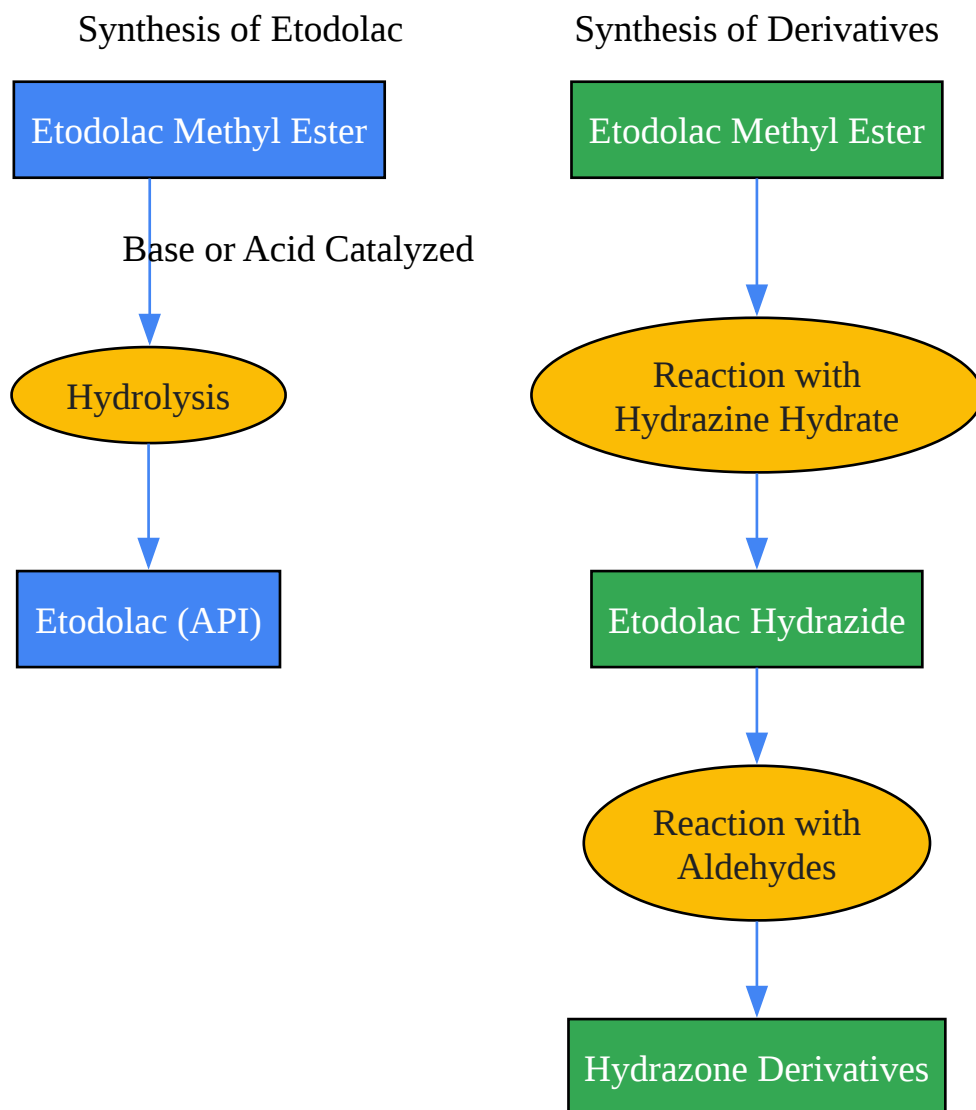 Synthesis of Etodolac
Etodolac Methyl Ester
Base or Acid Catalyzed
Hydrolysis
Etodolac (API)
Synthesis of Derivatives
Etodolac Methyl Ester
Reaction with
Hydrazine Hydrate
Etodolac Hydrazide
Reaction with
Aldehydes
Hydrazone Derivatives